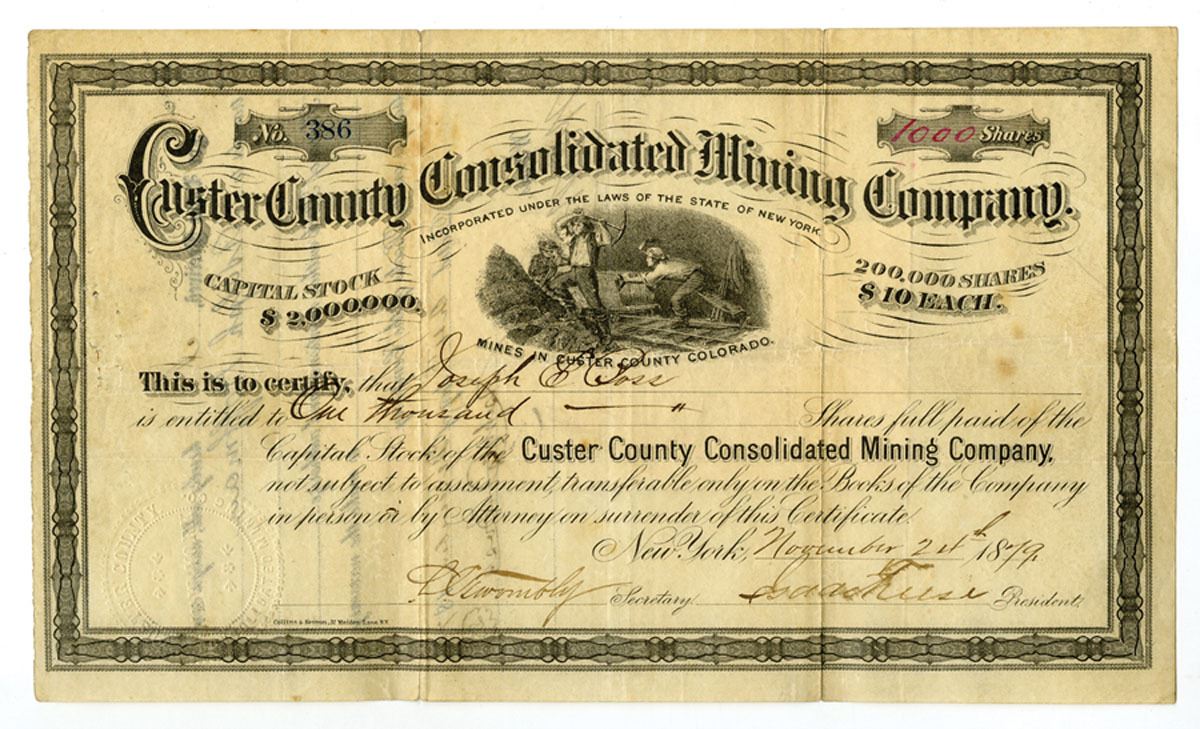 No. 386
1000 Shares
Custer County Consolidated Mining Company.
INCORPORATED UNDER THE LAWS OF THE STATE OF NEW YORK.
CAPITAL STOCK
$ 2,000,000.
200,000 SHARES
$ 10 EACH.
MINES IN CUSTER COUNTY COLORADO.
This is to certify, that Joseph E
is entitled to One thousand — " Shares full paid of the
Capital Stock of the Custer County Consolidated Mining Company,
not subject to assessment, transferable only on the Books of the Company
in person or by Attorney on surrender of this Certificate.
New York, November 1879
Twombly Secretary. Isaac President.
COUNTY